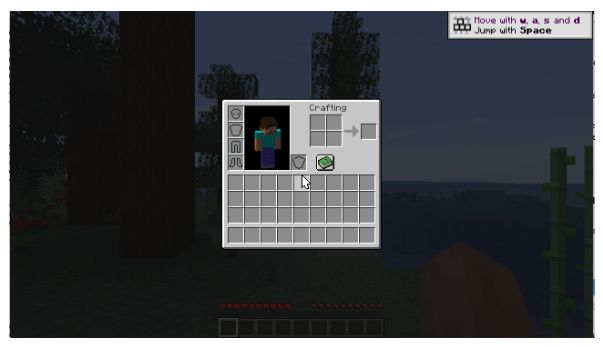 Move with w, a, s and d
Jump with Space
Crafting